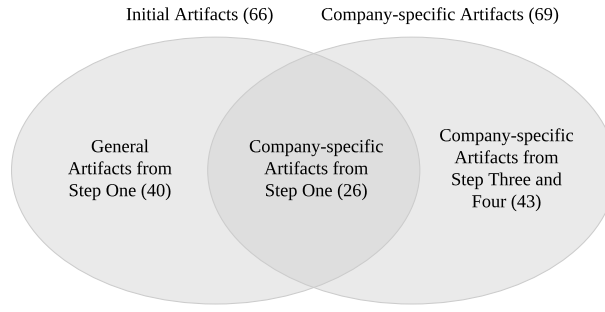 Initial Artifacts (66)
Company-specific Artifacts (69)
General
Artifacts from
Step One (40)
Company-specific
Artifacts from
Step One (26)
Company-specific
Artifacts from
Step Three and
Four (43)